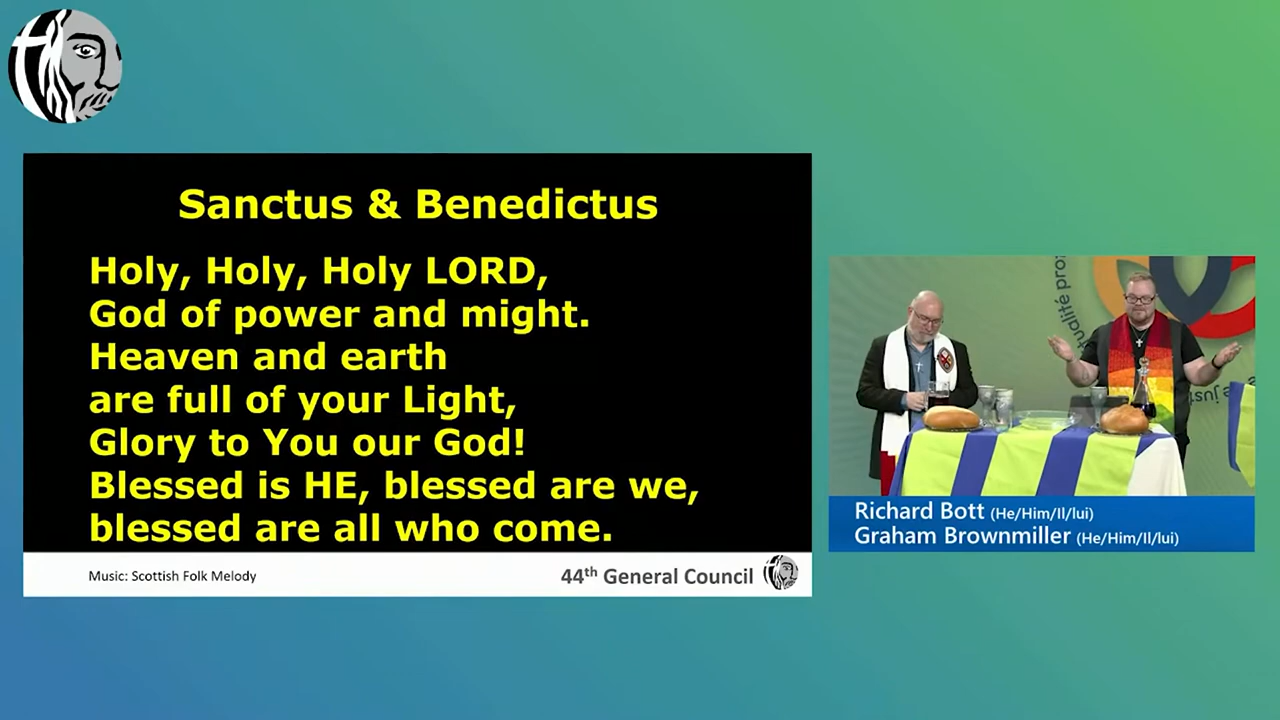 Sanctus & Benedictus
Holy, Holy, Holy LORD,
God of power and might.
Heaven and earth
are full of your Light,
Glory to You our God!
Blessed is HE, blessed are we,
blessed are all who come.
Music: Scottish Folk Melody
44th General Council
Richard Bott (He/Him/Il/lui)
Graham Brownmiller (He/Him/Il/lui)